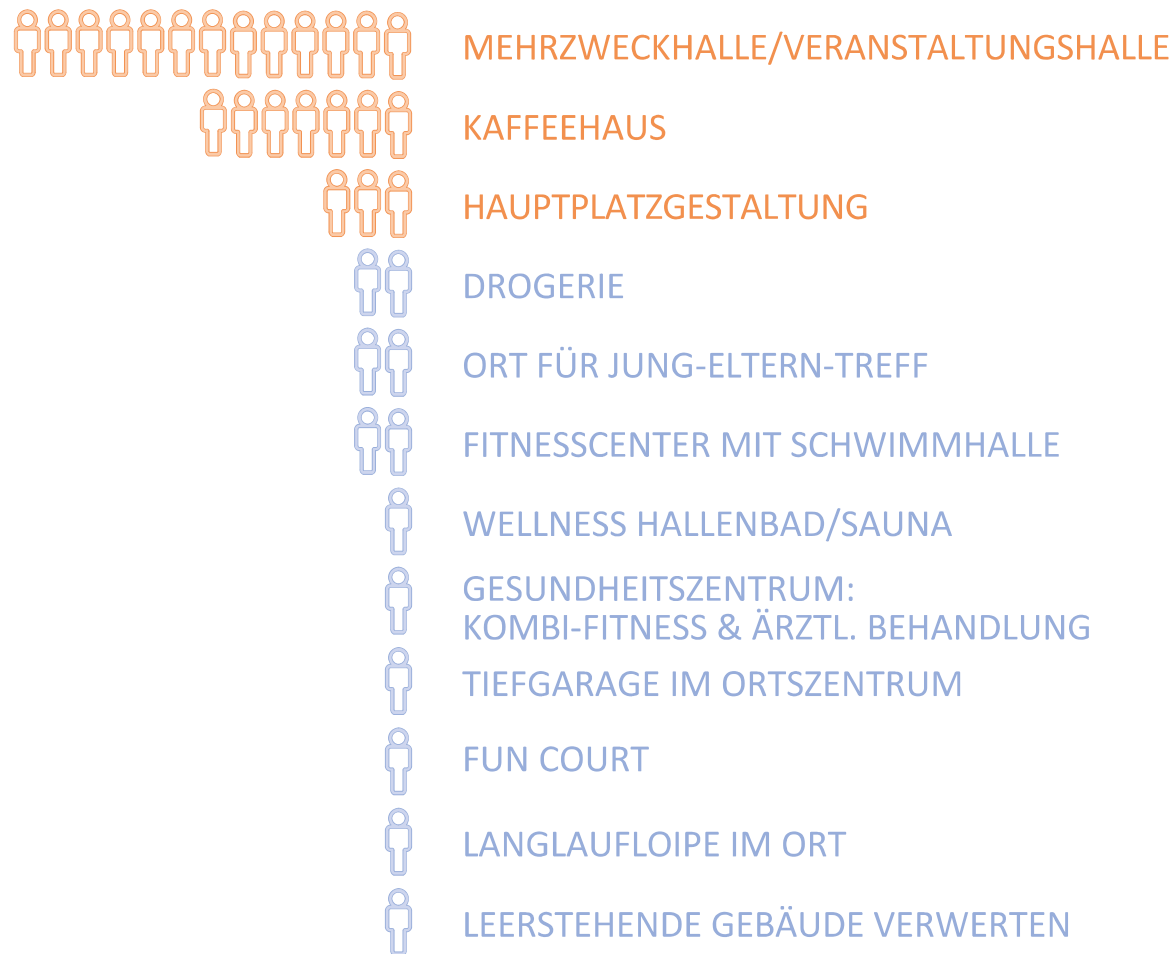 MEHRZWECKHALLE/VERANSTALTUNGSHALLE
KAFFEEHAUS
HAUPTPLATZGESTALTUNG
DROGERIE
ORT FÜR JUNG-ELTERN-TREFF
FITNESSCENTER MIT SCHWIMMHALLE
WELLNESS HALLENBAD/SAUNA
GESUNDHEITSZENTRUM:
KOMBI-FITNESS & ÄRZTL. BEHANDLUNG
TIEFGARAGE IM ORTSZENTRUM
FUN COURT
LANGLAUFLOIPE IM ORT
LEERSTEHENDE GEBÄUDE VERWERTEN